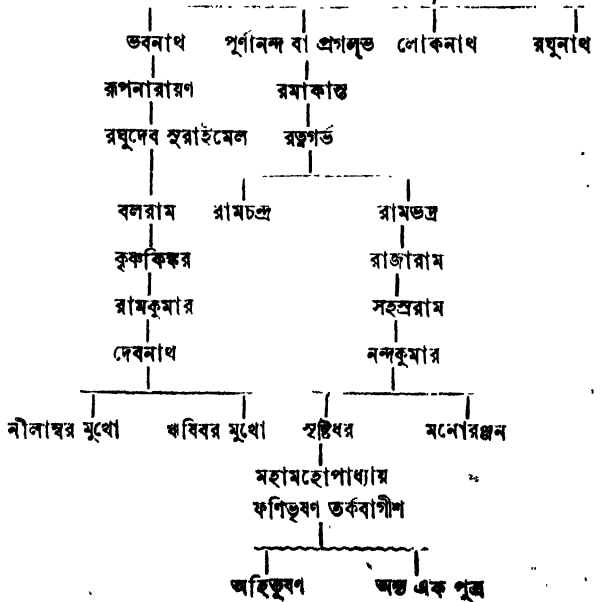 ভবনাথ পূর্ণানন্দ বা প্রগল্ভ লোকনাথ রঘুনাথ
রূপনারায়ণ রমাকান্ত
রঘুদেব সুরাইমেল রত্নগর্ভ
বলরাম রামচন্দ্র রামভদ্র
কৃষ্ণকিঙ্কর রাজারাম
রামকুমার সহস্ররাম
দেবনাথ নন্দকুমার
নীলাম্বর মুখো ঋষিবর মুখো সৃষ্টিধর মনোরঞ্জন
মহামহোপাধ্যায়
ফণিভূষণ তর্কবাগীশ
অহিভূষণ অন্য এক পুত্র